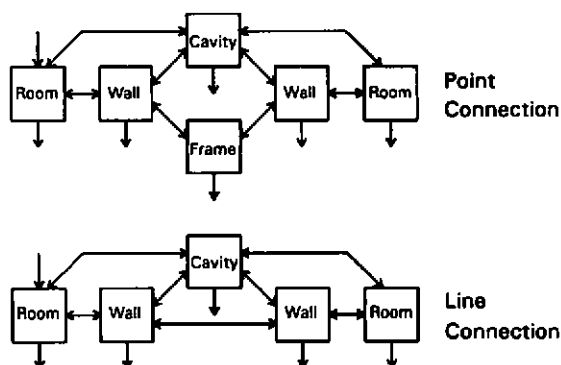 Cavity
Room
Wall
Wall
Room
Point
Connection
Frame
Cavity
Room
Wall
Wall
Room
Line
Connection